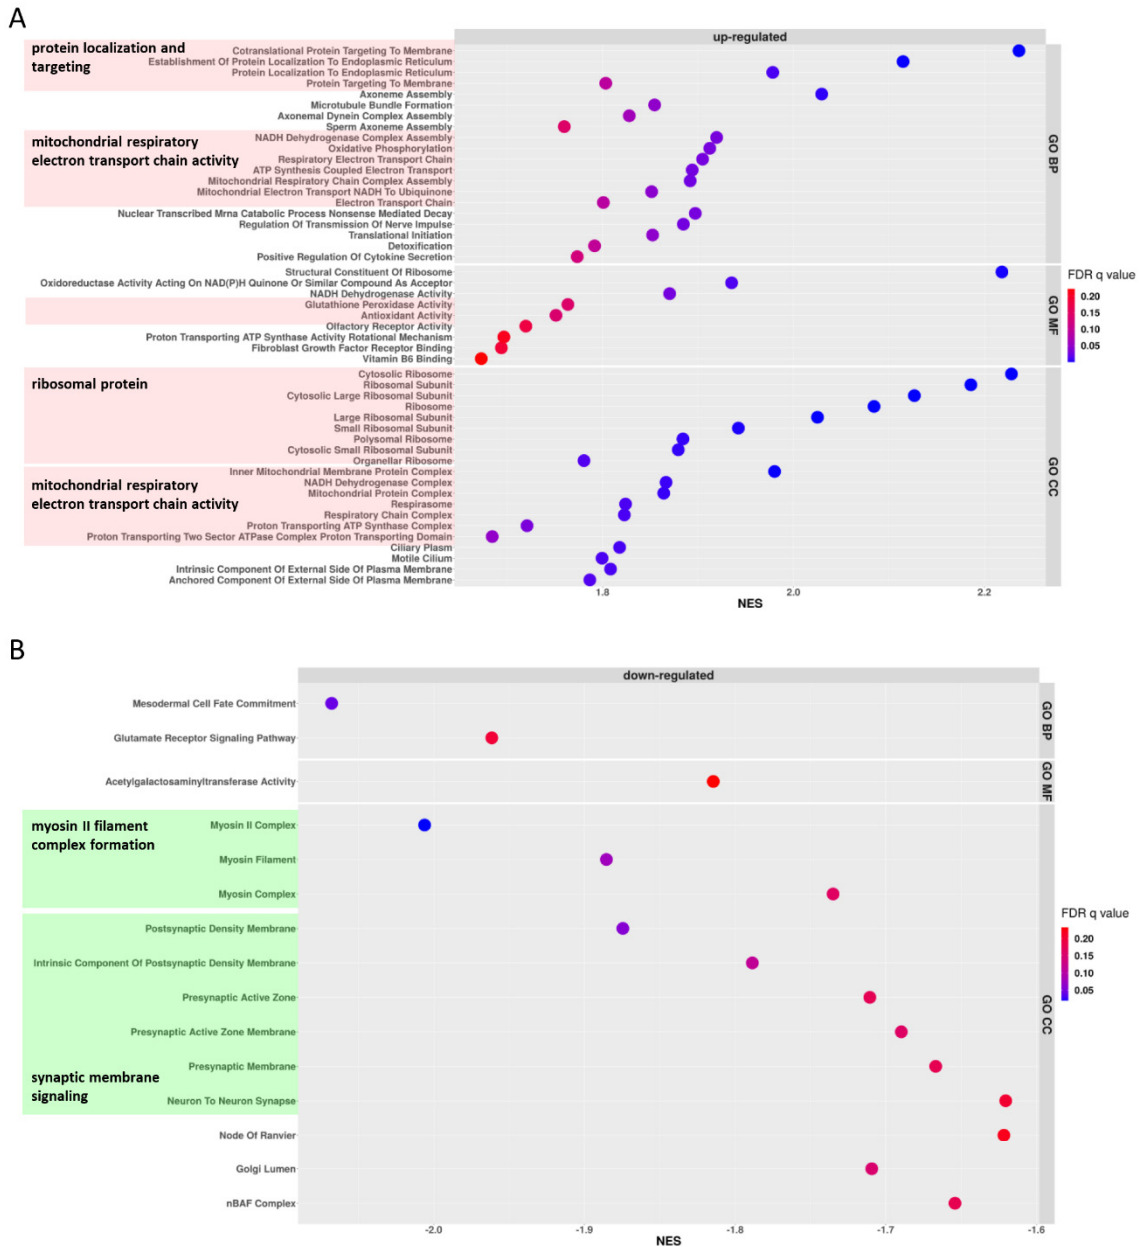 A
up-regulated
protein localization and
targeting
Cotranslational Protein Targeting To Membrane
Establishment Of Protein Localization To Endoplasmic Reticulum
Protein Localization To Endoplasmic Reticulum
Protein Targeting To Membrane
Axoneme Assembly
Microtubule Bundle Formation
Axonemal Dynein Complex Assembly
Sperm Axoneme Assembly
mitochondrial respiratory
electron transport chain activity
NADH Dehydrogenase Complex Assembly
Oxidative Phosphorylation
Respiratory Electron Transport Chain
ATP Synthesis Coupled Electron Transport
Mitochondrial Respiratory Chain Complex Assembly
Mitochondrial Electron Transport NADH To Ubiquinone
Electron Transport Chain
Nuclear Transcribed Mrna Catabolic Process Nonsense Mediated Decay
Regulation Of Transmission Of Nerve Impulse
Translational Initiation
Detoxification
Positive Regulation Of Cytokine Secretion
GO BP
Structural Constituent Of Ribosome
Oxidoreductase Activity Acting On NAD(P)H Quinone Or Similar Compound As Acceptor
NADH Dehydrogenase Activity
Glutathione Peroxidase Activity
Antioxidant Activity
Olfactory Receptor Activity
Proton Transporting ATP Synthase Activity Rotational Mechanism
Fibroblast Growth Factor Receptor Binding
Vitamin B6 Binding
GO MF
ribosomal protein
Cytosolic Ribosome
Ribosomal Subunit
Cytosolic Large Ribosomal Subunit
Ribosome
Large Ribosomal Subunit
Small Ribosomal Subunit
Polysomal Ribosome
Cytosolic Small Ribosomal Subunit
Organellar Ribosome
mitochondrial respiratory
electron transport chain activity
Inner Mitochondrial Membrane Protein Complex
NADH Dehydrogenase Complex
Mitochondrial Protein Complex
Respirasome
Respiratory Chain Complex
Proton Transporting ATP Synthase Complex
Proton Transporting Two Sector ATPase Complex Proton Transporting Domain
Ciliary Plasm
Motile Cilium
Intrinsic Component Of External Side Of Plasma Membrane
Anchored Component Of External Side Of Plasma Membrane
GO CC
1.8 2.0 2.2
NES
FDR q value
0.20
0.15
0.10
0.05
B
down-regulated
Mesodermal Cell Fate Commitment
Glutamate Receptor Signaling Pathway
GO BP
Acetylgalactosaminyltransferase Activity
GO MF
myosin II filament
complex formation
Myosin II Complex
Myosin Filament
Myosin Complex
Postsynaptic Density Membrane
Intrinsic Component Of Postsynaptic Density Membrane
Presynaptic Active Zone
Presynaptic Active Zone Membrane
Presynaptic Membrane
synaptic membrane
signaling
Neuron To Neuron Synapse
Node Of Ranvier
Golgi Lumen
nBAF Complex
GO CC
-2.0 -1.9 -1.8 -1.7 -1.6
NES
FDR q value
0.20
0.15
0.10
0.05